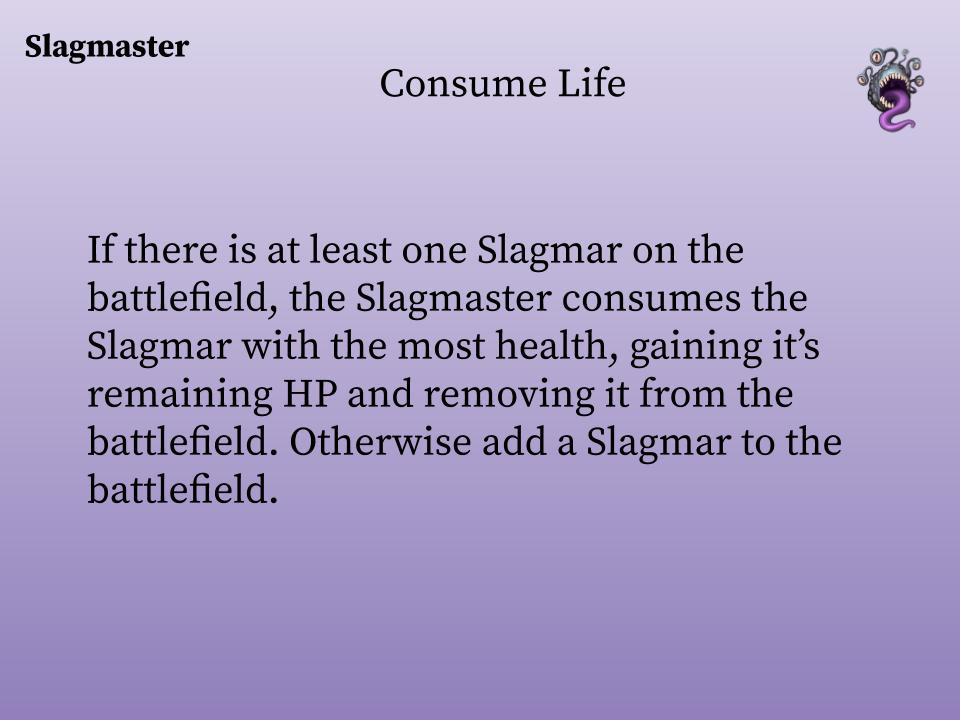 Slagmaster
Consume Life
If there is at least one Slagmar on the
battlefield, the Slagmaster consumes the
Slagmar with the most health, gaining it’s
remaining HP and removing it from the
battlefield. Otherwise add a Slagmar to the
battlefield.